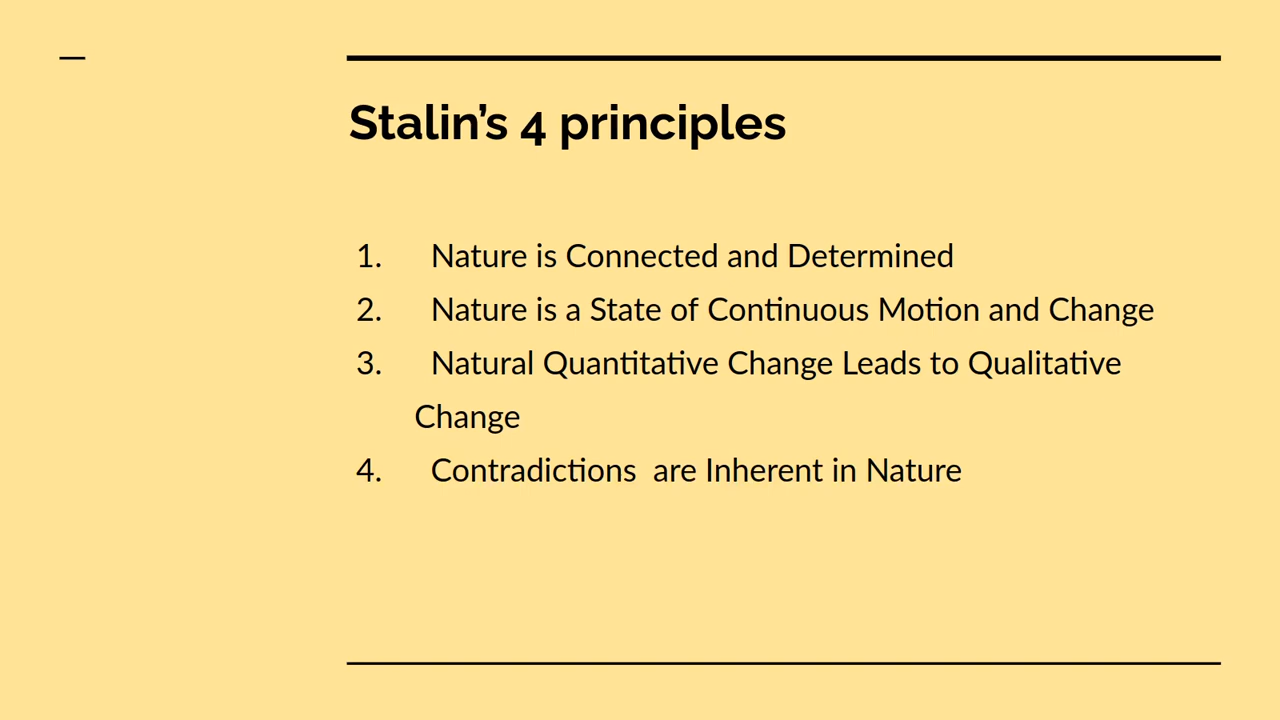 Stalin’s 4 principles
1. Nature is Connected and Determined
2. Nature is a State of Continuous Motion and Change
3. Natural Quantitative Change Leads to Qualitative
Change
4. Contradictions  are Inherent in Nature